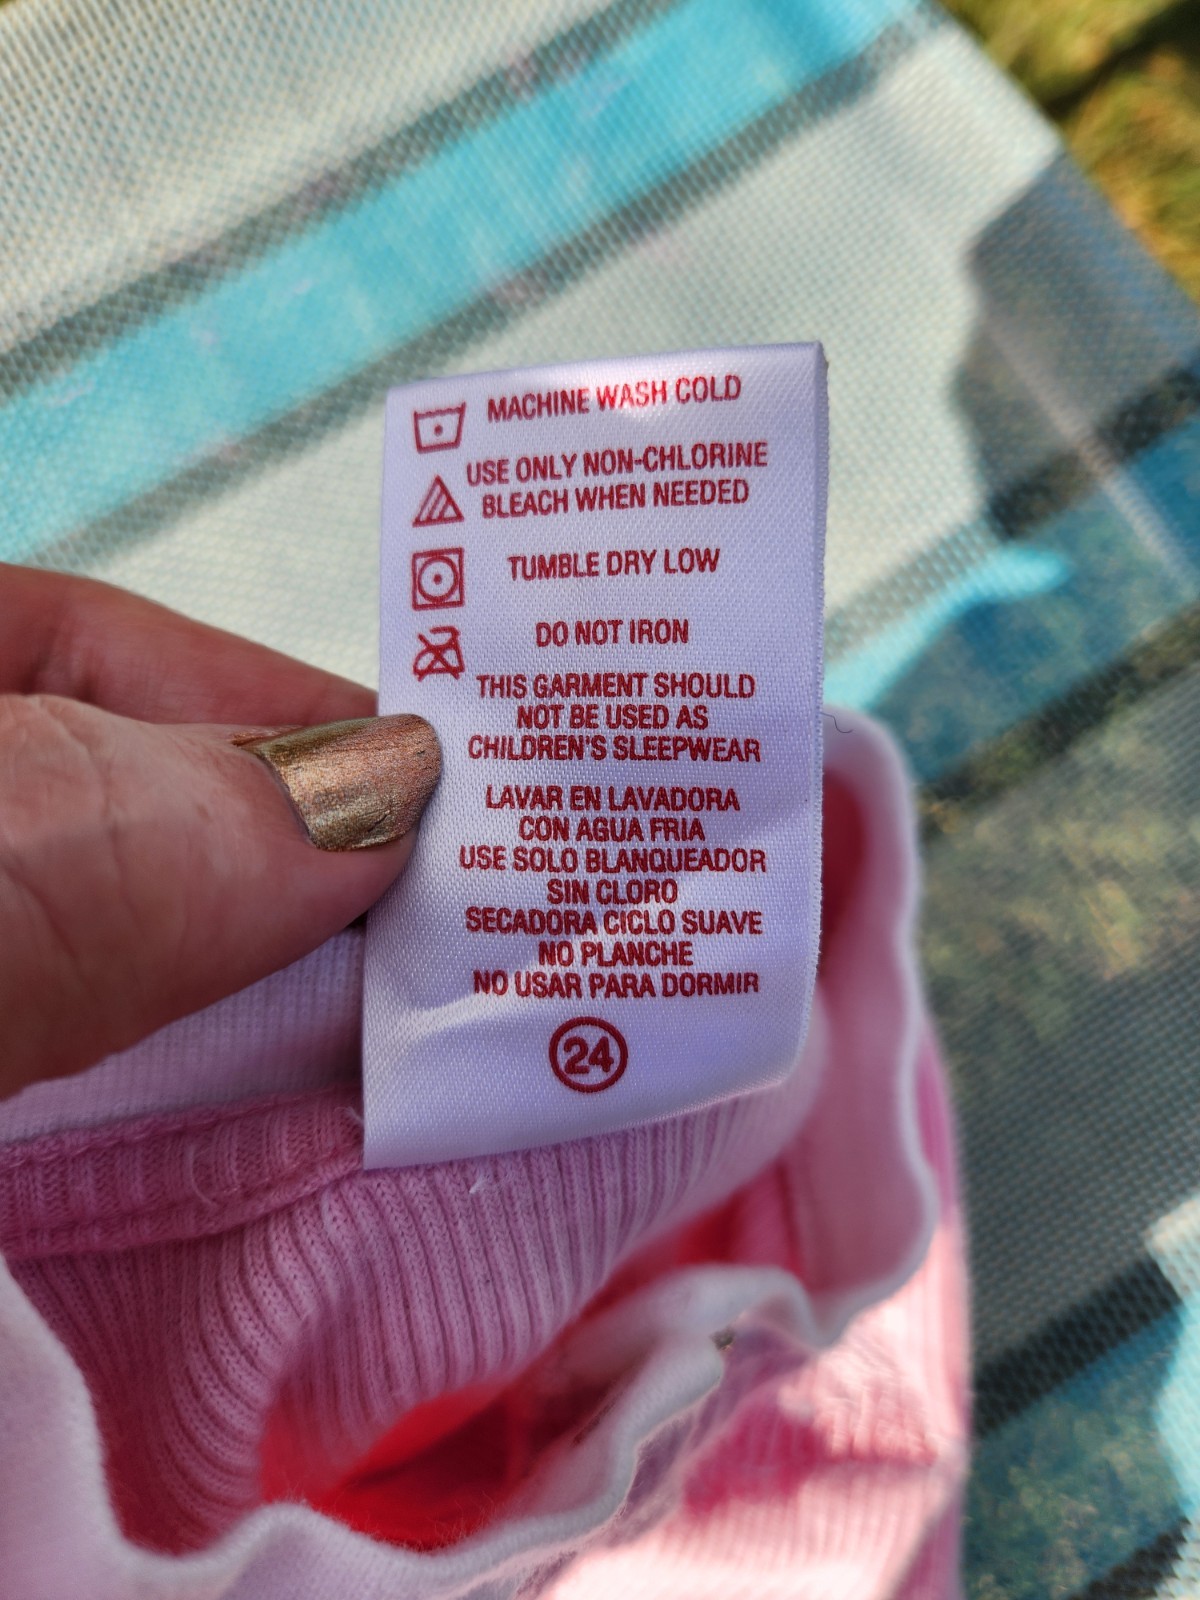 MACHINE WASH COLD
USE ONLY NON-CHLORINE
BLEACH WHEN NEEDED
TUMBLE DRY LOW
DO NOT IRON
THIS GARMENT SHOULD
NOT BE USED AS
CHILDREN'S SLEEPWEAR
LAVAR EN LAVADORA
CON AGUA FRIA
USE SOLO BLANQUEADOR
SIN CLORO
SECADORA CICLO SUAVE
NO PLANCHE
NO USAR PARA DORMIR
24